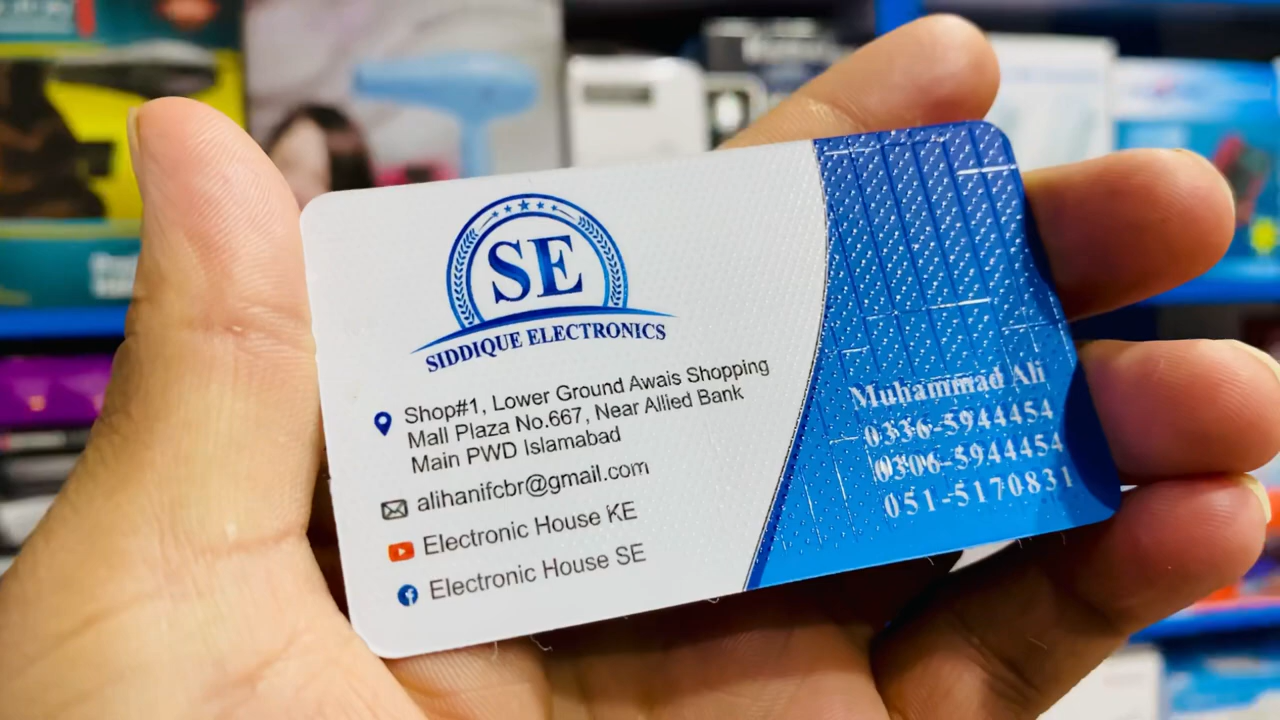 SE
SIDDIQUE ELECTRONICS
Shop#1, Lower Ground Awais Shopping
Mall Plaza No.667, Near Allied Bank
Main PWD Islamabad
alihanifcbr@gmail.com
Electronic House KE
Electronic House SE
Muhammad Ali
0336-5944454
0306-5944454
051-5170831